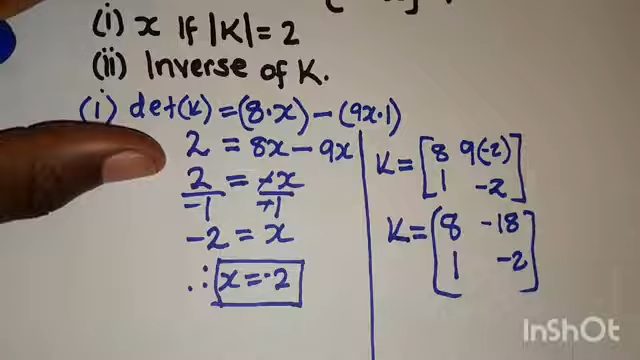 (i) x If |K| = 2
(ii) Inverse of K.
(i) det(K) = (8·x) − (9x·1)
2 = 8x − 9x
2/−1 = −x/+1
−2 = x
∴ x = −2
K = [8 9(−2)
1 −2]
K = [8 −18
1 −2]
InShOt